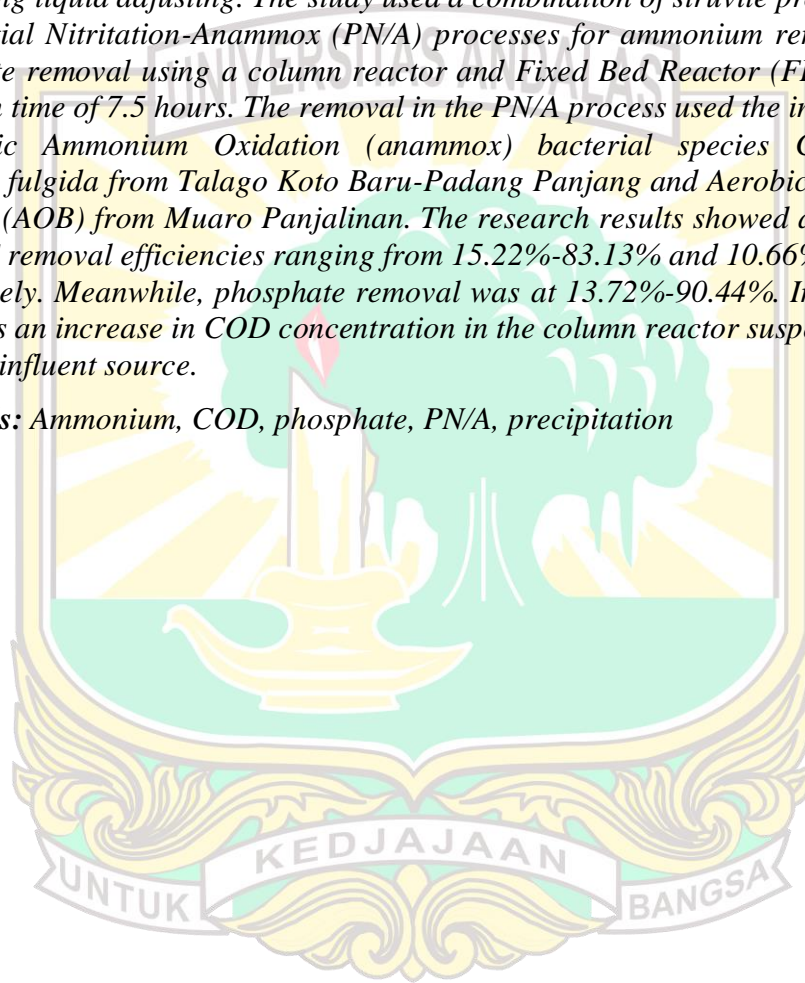 ng liquid adjusting. The study used a combination of struvite pre
ial Nitritation-Anammox (PN/A) processes for ammonium re
te removal using a column reactor and Fixed Bed Reactor
n time of 7.5 hours. The removal in the PN/A process used the
ic Ammonium Oxidation (anammox) bacterial species
fulgida from Talago Koto Baru-Padang Panjang and Aerobic
(AOB) from Muaro Panjalinan. The research results showed
removal efficiencies ranging from 15.22%-83.13% and 10.66%
ely. Meanwhile, phosphate removal was at 13.72%-90.44%.
s an increase in COD concentration in the column reactor
influent source.
s: Ammonium, COD, phosphate, PN/A, precipitation
UNIVERSITAS ANDALAS
UNTUK KEDJAJAAN BANGSA